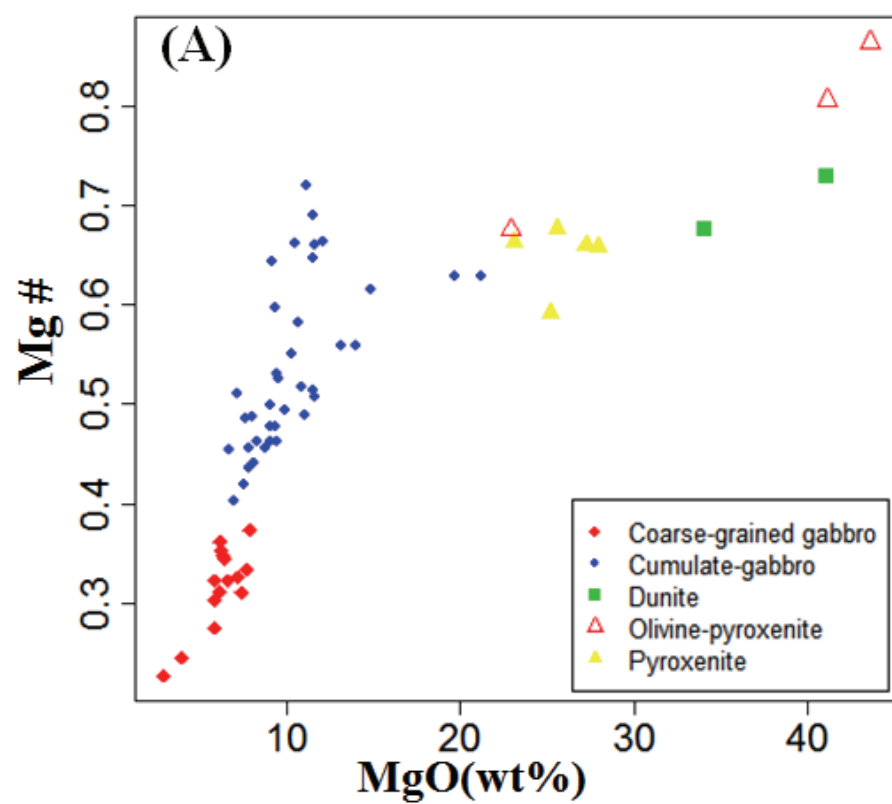 (A)
Mg #
0.8
0.7
0.6
0.5
0.4
0.3
Coarse-grained gabbro
Cumulate-gabbro
Dunite
Olivine-pyroxenite
Pyroxenite
10 20 30 40
MgO(wt%)